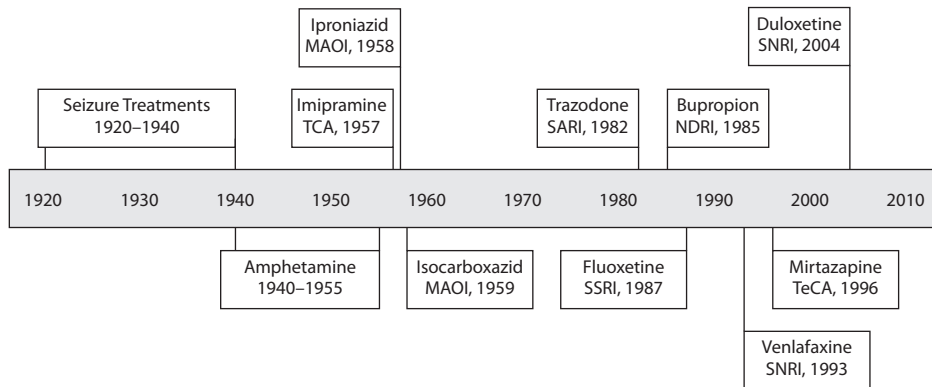 Iproniazid
MAOI, 1958
Duloxetine
SNRI, 2004
Seizure Treatments
1920–1940
Imipramine
TCA, 1957
Trazodone
SARI, 1982
Bupropion
NDRI, 1985
1920 1930 1940 1950 1960 1970 1980 1990 2000 2010
Amphetamine
1940–1955
Isocarboxazid
MAOI, 1959
Fluoxetine
SSRI, 1987
Mirtazapine
TeCA, 1996
Venlafaxine
SNRI, 1993